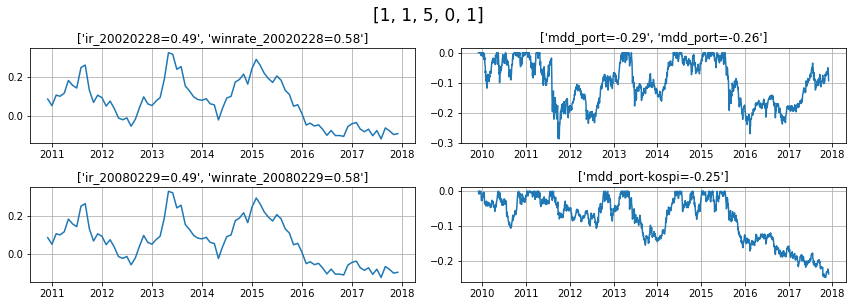 [1, 1, 5, 0, 1]
['ir_20020228=0.49', 'winrate_20020228=0.58']
0.2
0.0
2011 2012 2013 2014 2015 2016 2017 2018
['mdd_port=-0.29', 'mdd_port=-0.26']
0.0
−0.1
−0.2
−0.3
2010 2011 2012 2013 2014 2015 2016 2017 2018
['ir_20080229=0.49', 'winrate_20080229=0.58']
0.2
0.0
2011 2012 2013 2014 2015 2016 2017 2018
['mdd_port-kospi=-0.25']
0.0
−0.1
−0.2
2010 2011 2012 2013 2014 2015 2016 2017 2018